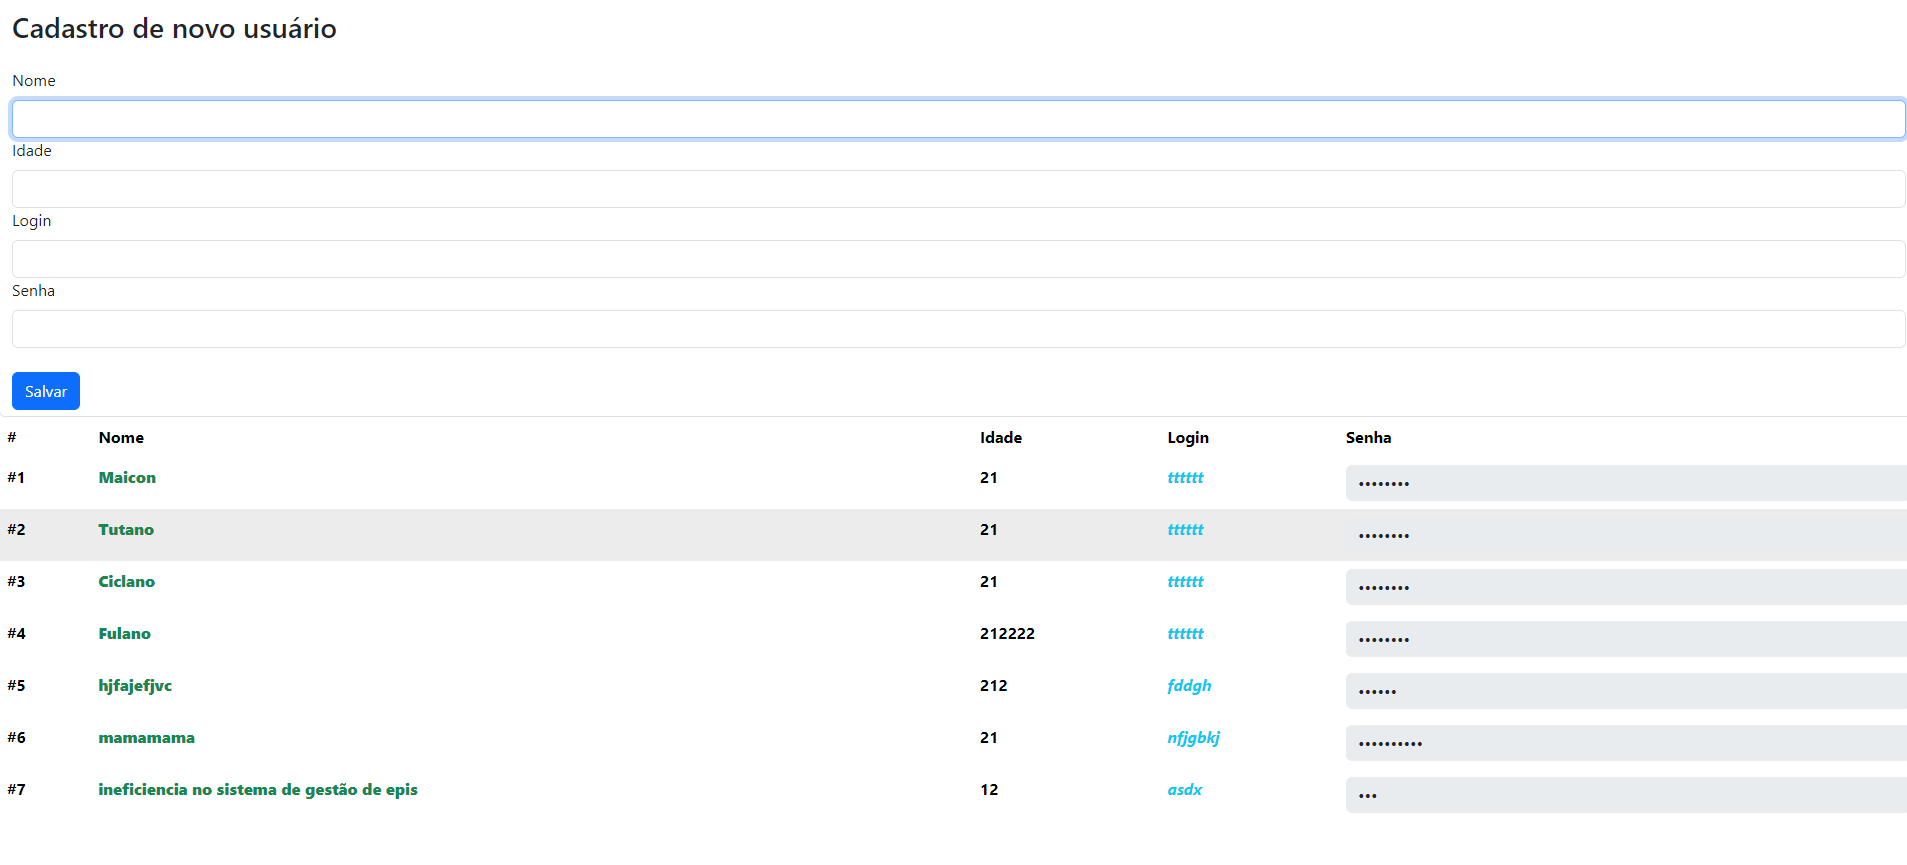 Cadastro de novo usuário
Nome
Idade
Login
Senha
Salvar
# Nome Idade Login Senha
#1 Maicon 21 tttttt ••••••••
#2 Tutano 21 tttttt ••••••••
#3 Ciclano 21 tttttt ••••••••
#4 Fulano 212222 tttttt ••••••••
#5 hjfajefjvc 212 fddgh ••••••
#6 mamamama 21 nfjgbkj ••••••••••
#7 ineficiencia no sistema de gestão de epis 12 asdx •••